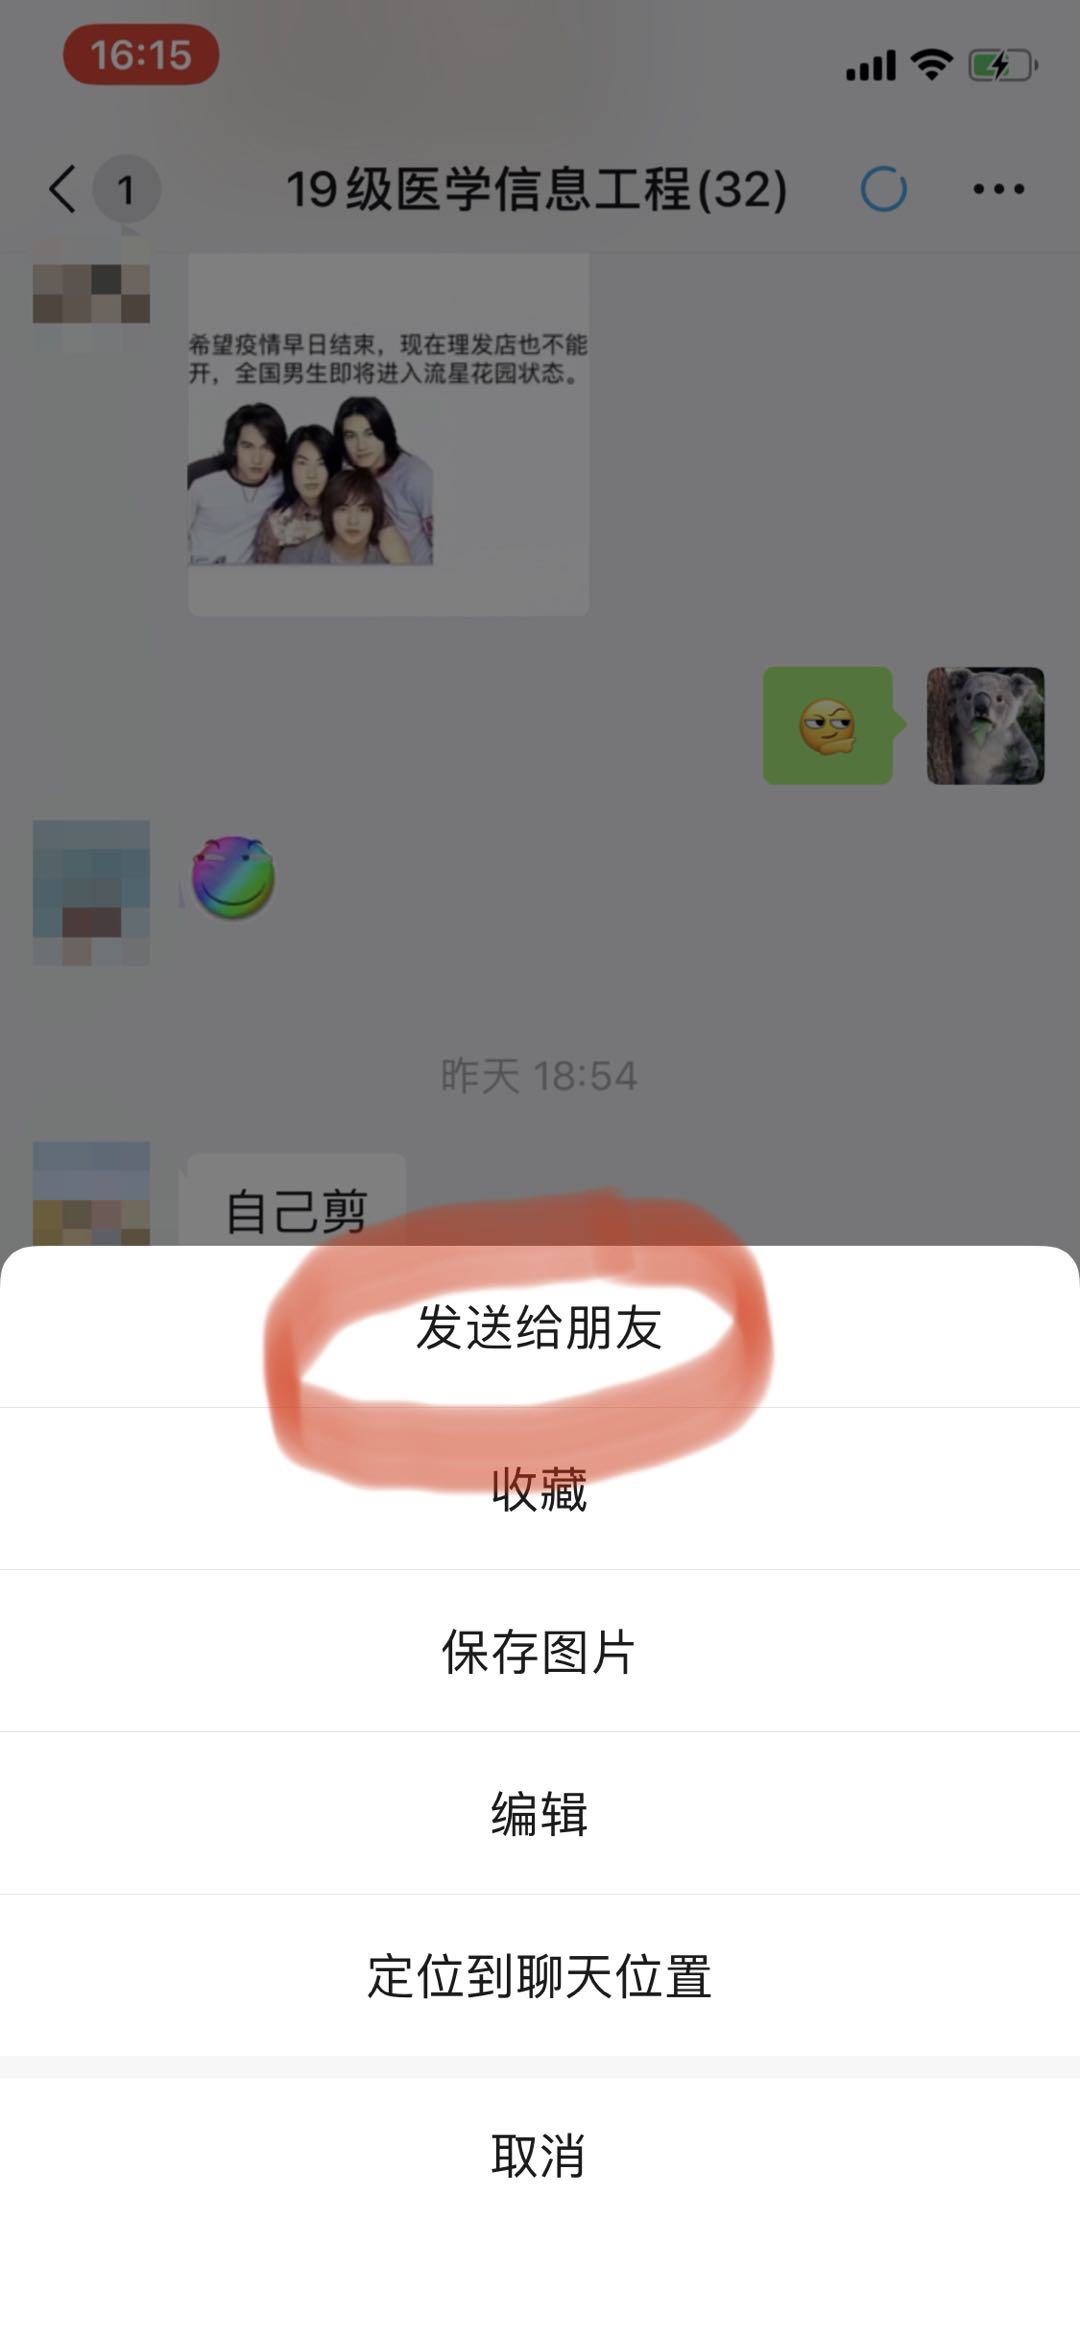 16:15
1
19级医学信息工程(32)
希望疫情早日结束，现在理发店也不能
开，全国男生即将进入流星花园状态。
昨天 18:54
自己剪
发送给朋友
收藏
保存图片
编辑
定位到聊天位置
取消